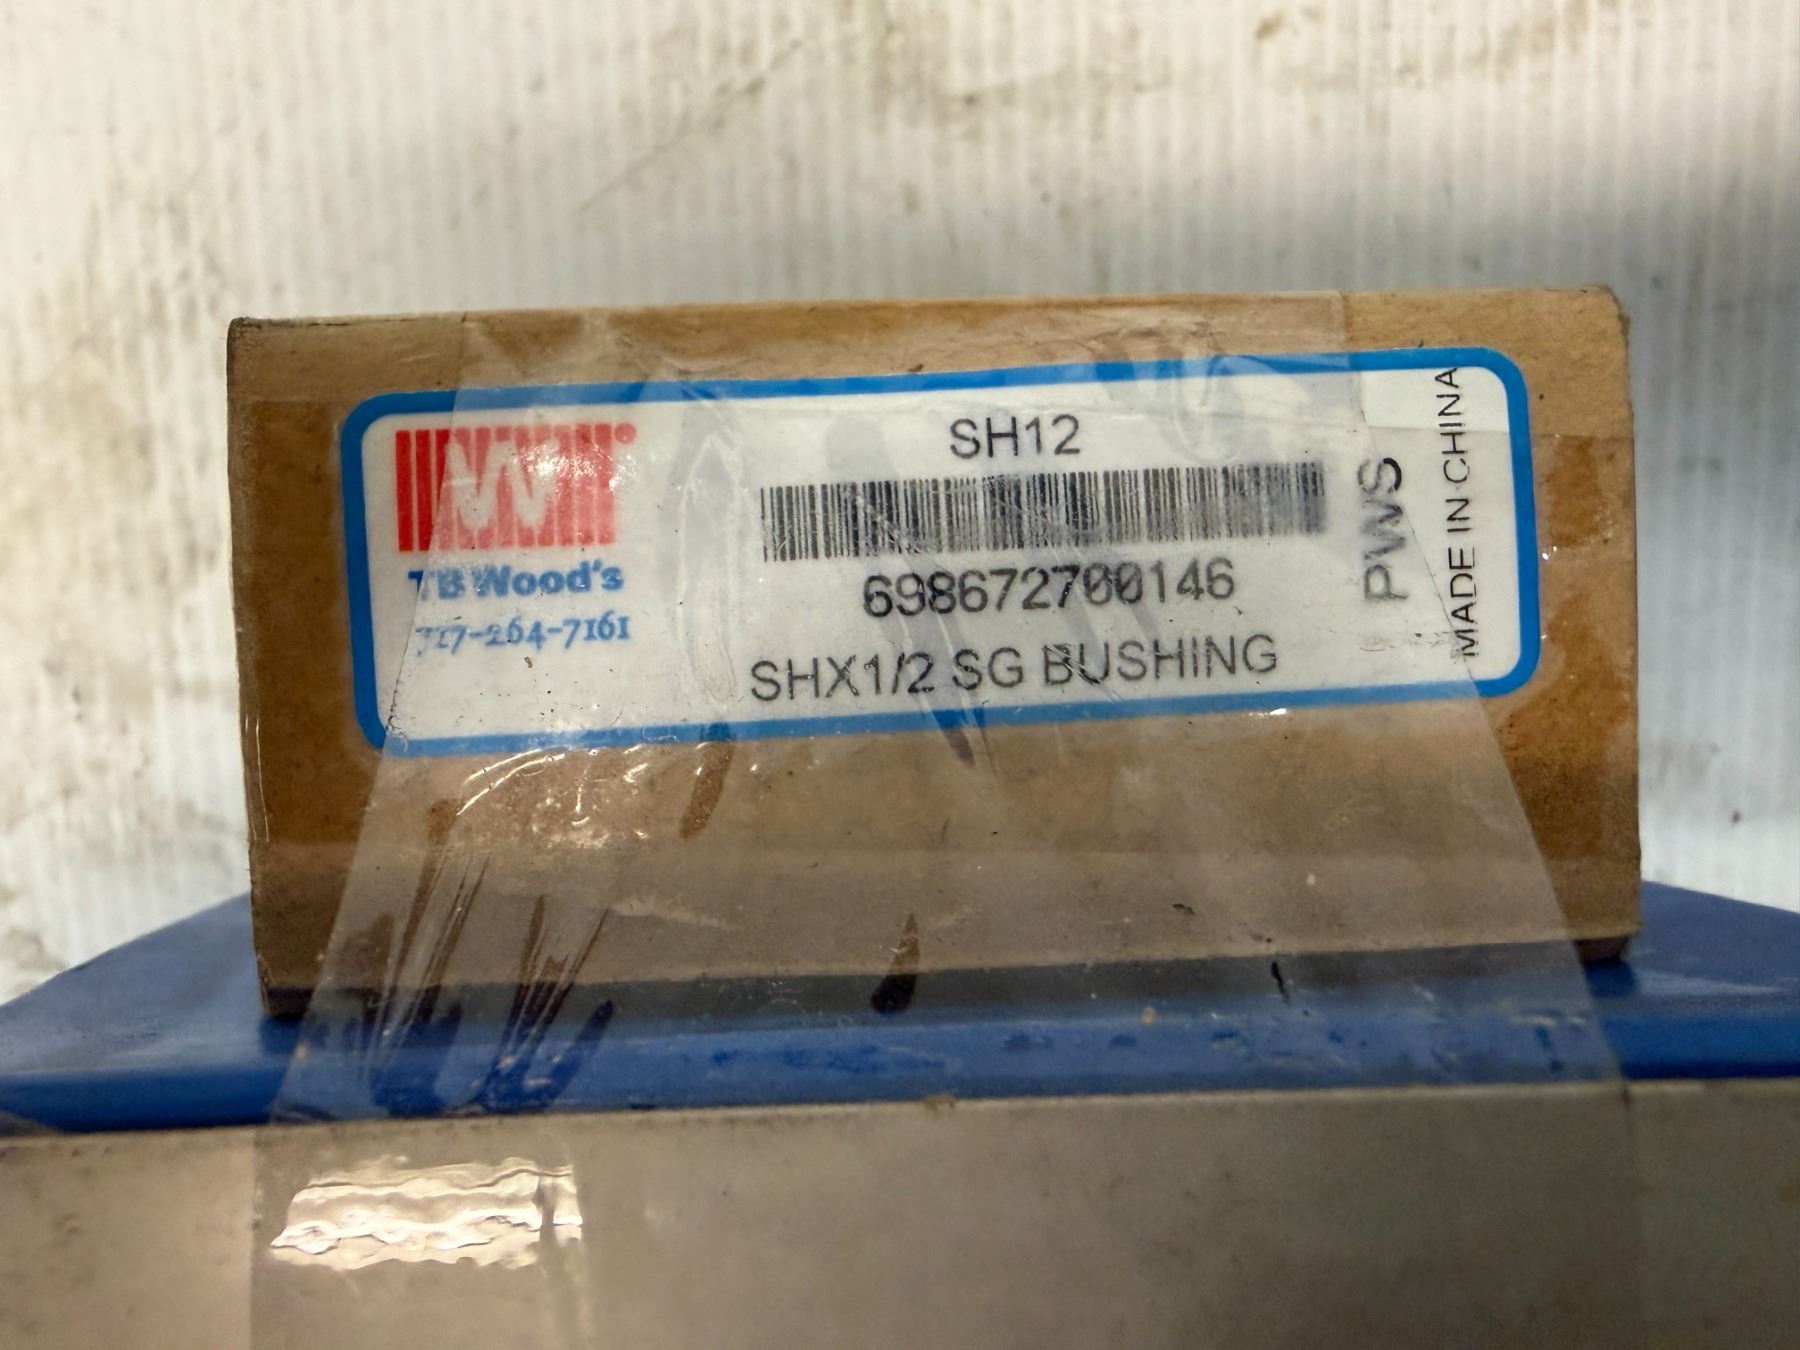 TB Wood's
717-264-7161
SH12
698672700146
SHX1/2 SG BUSHING
PWS
MADE IN CHINA